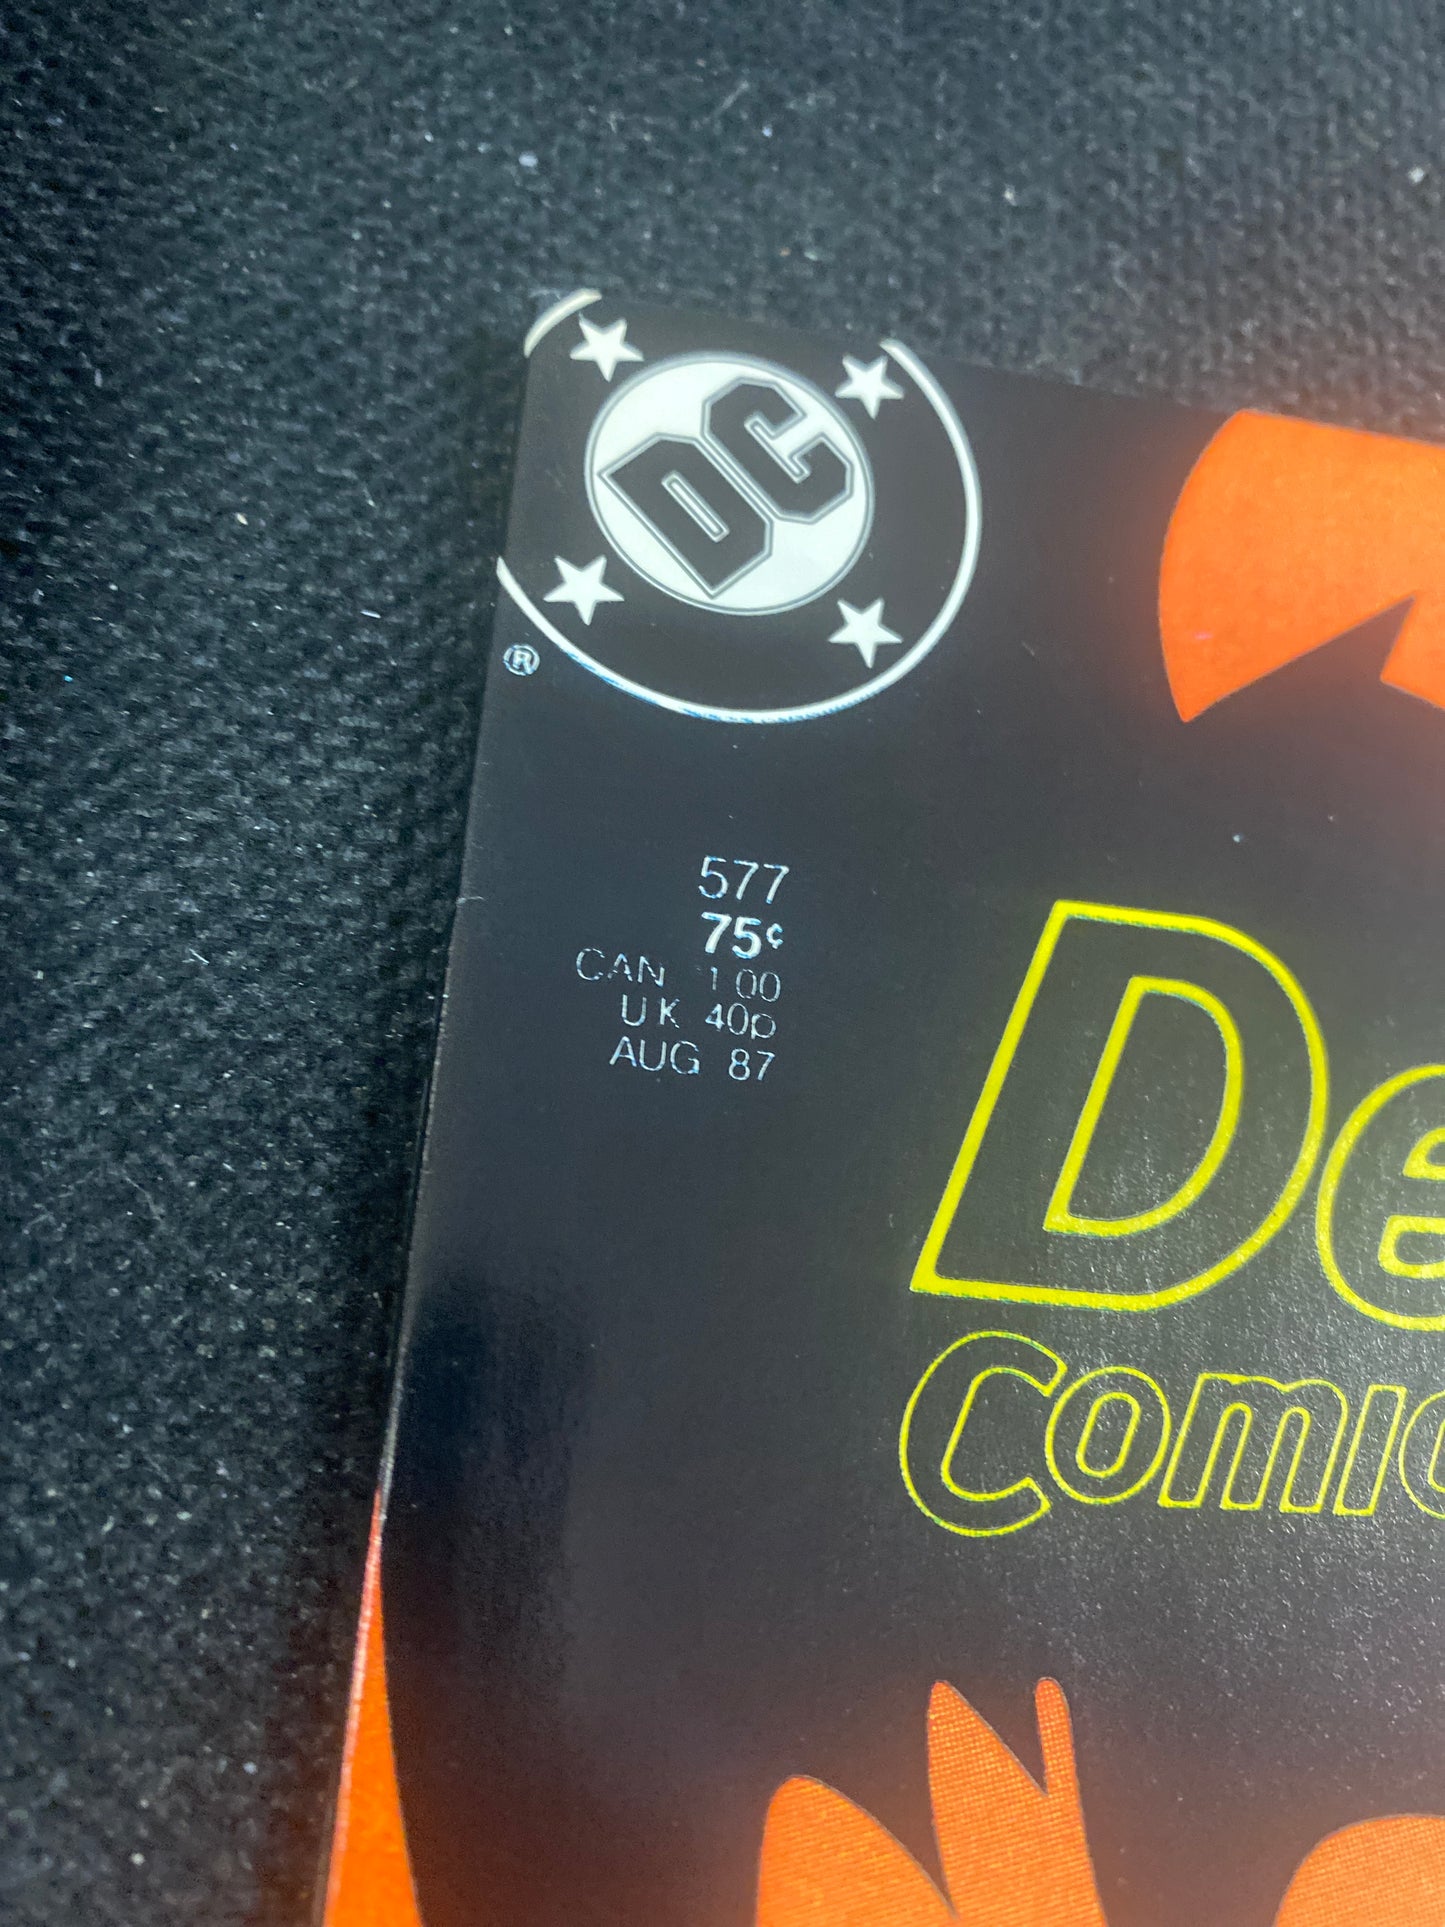 DC
®
577
75¢
CAN 1.00
UK 40p
AUG 87
De
Comic